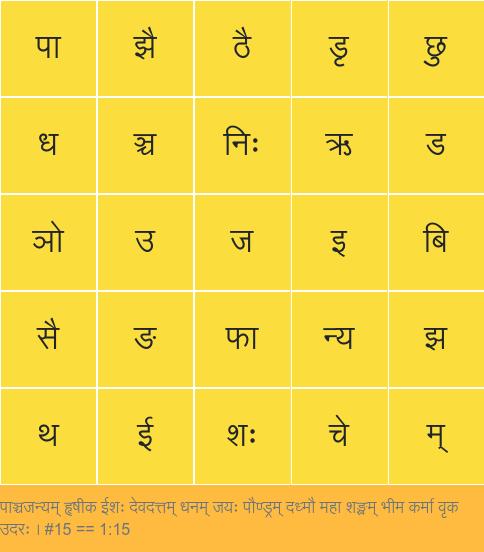 पा झै ठै डृ छु
ध ञ्च निः ऋ ड
ञो उ ज इ बि
सै ङ फा न्य झ
थ ई शः चे म्
पाञ्चजन्यम् हृषीक ईशः देवदत्तम् धनम् जयः पौण्ड्रम् दध्मौ महा शङ्खम् भीम कर्मा वृक
उदरः । #15 == 1:15